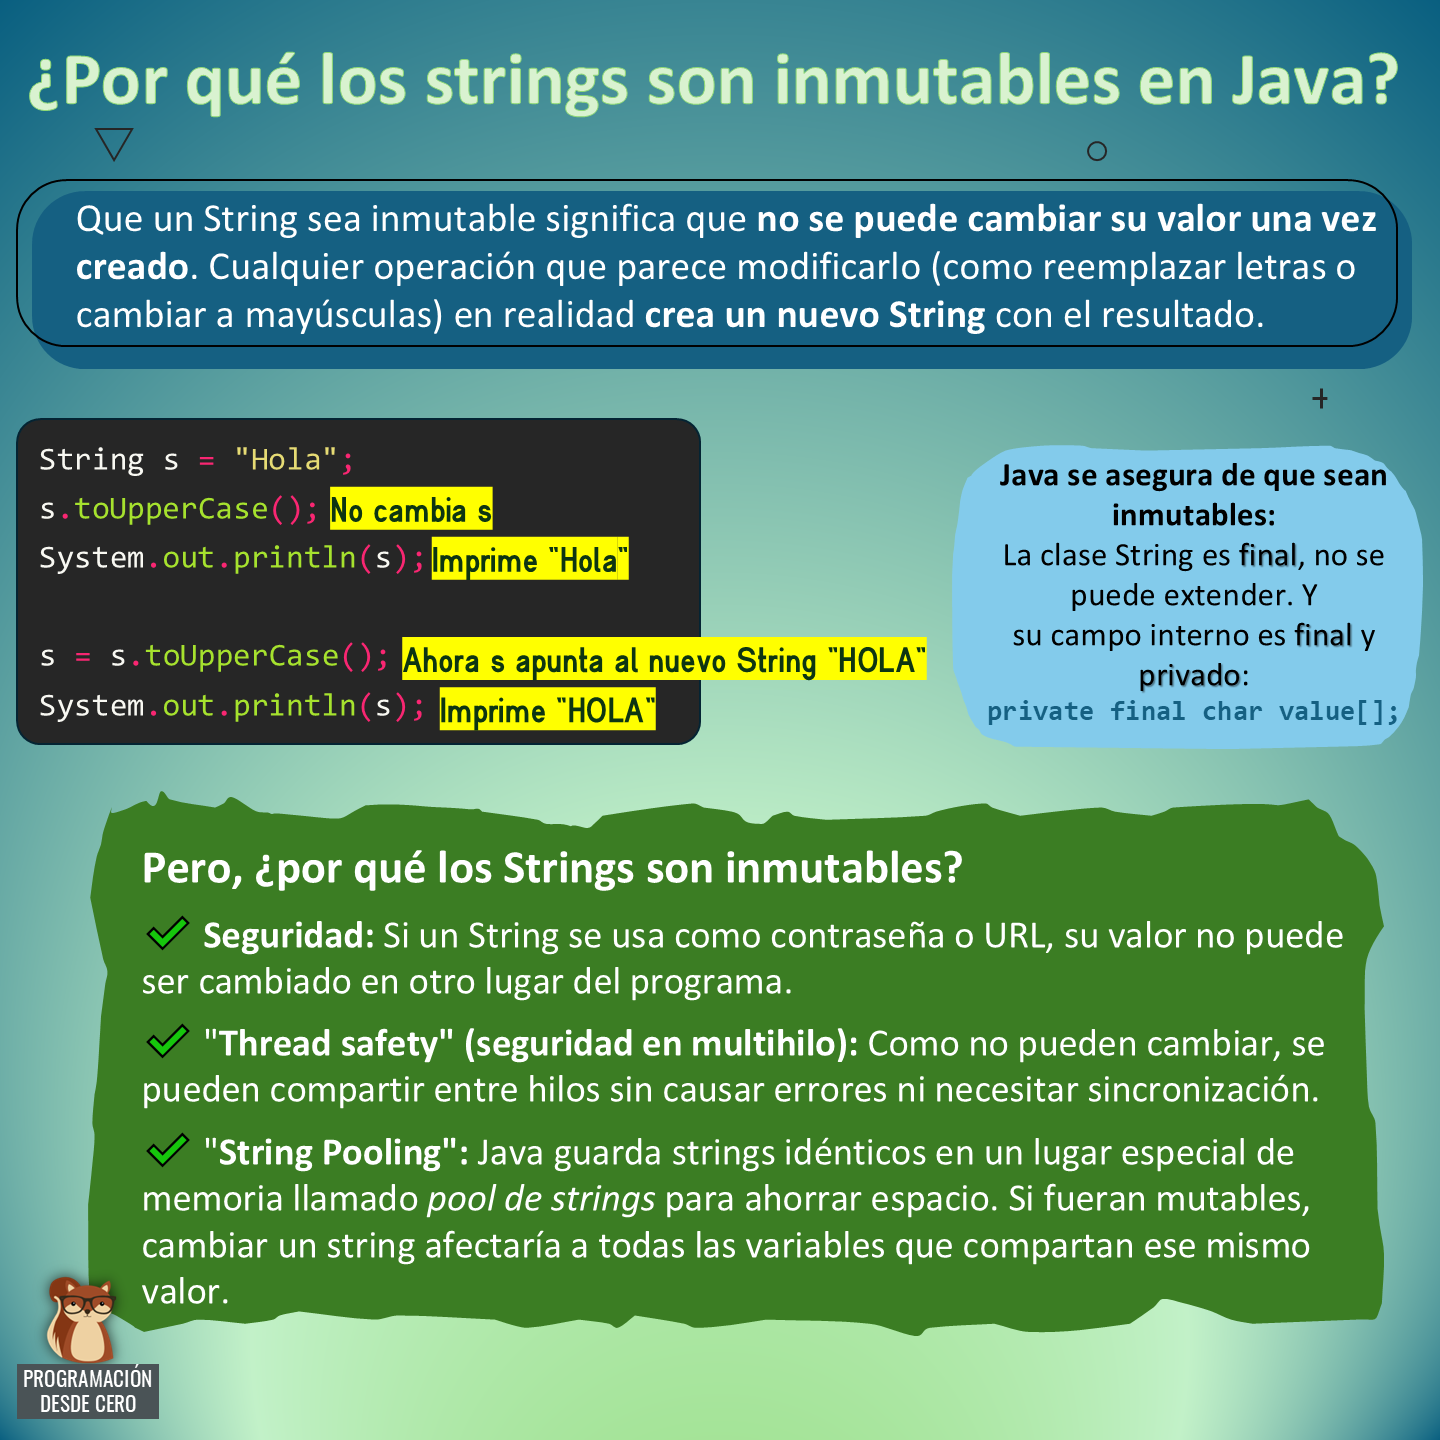 ¿Por qué los strings son inmutables en Java?
Que un String sea inmutable significa que no se puede cambiar su valor una vez
creado. Cualquier operación que parece modificarlo (como reemplazar letras o
cambiar a mayúsculas) en realidad crea un nuevo String con el resultado.
String s = "Hola";
s.toUpperCase(); No cambia s
System.out.println(s); Imprime "Hola"
s = s.toUpperCase(); Ahora s apunta al nuevo String "HOLA"
System.out.println(s); Imprime "HOLA"
Java se asegura de que sean
inmutables:
La clase String es final, no se
puede extender. Y
su campo interno es final y
privado:
private final char value[];
Pero, ¿por qué los Strings son inmutables?
Seguridad: Si un String se usa como contraseña o URL, su valor no puede
ser cambiado en otro lugar del programa.
"Thread safety" (seguridad en multihilo): Como no pueden cambiar, se
pueden compartir entre hilos sin causar errores ni necesitar sincronización.
"String Pooling": Java guarda strings idénticos en un lugar especial de
memoria llamado pool de strings para ahorrar espacio. Si fueran mutables,
cambiar un string afectaría a todas las variables que compartan ese mismo
valor.
PROGRAMACIÓN
DESDE CERO